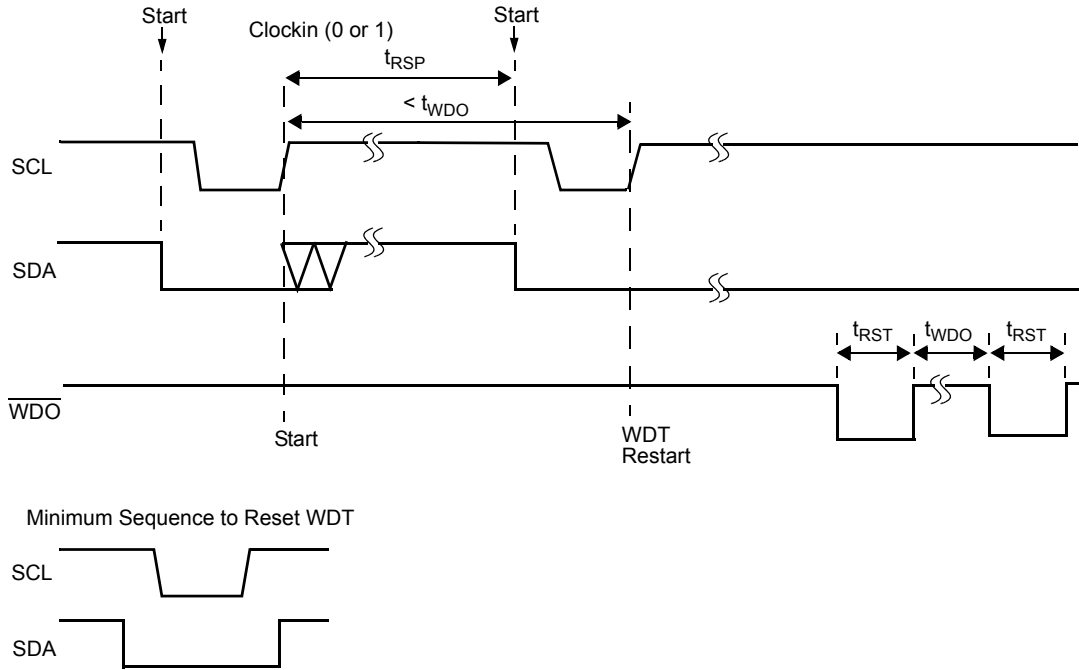 Start
Start
Clockin (0 or 1)
tRSP
< tWDO
SCL
SDA
tRST
tWDO
tRST
WDO
Start
WDT
Restart
Minimum Sequence to Reset WDT
SCL
SDA